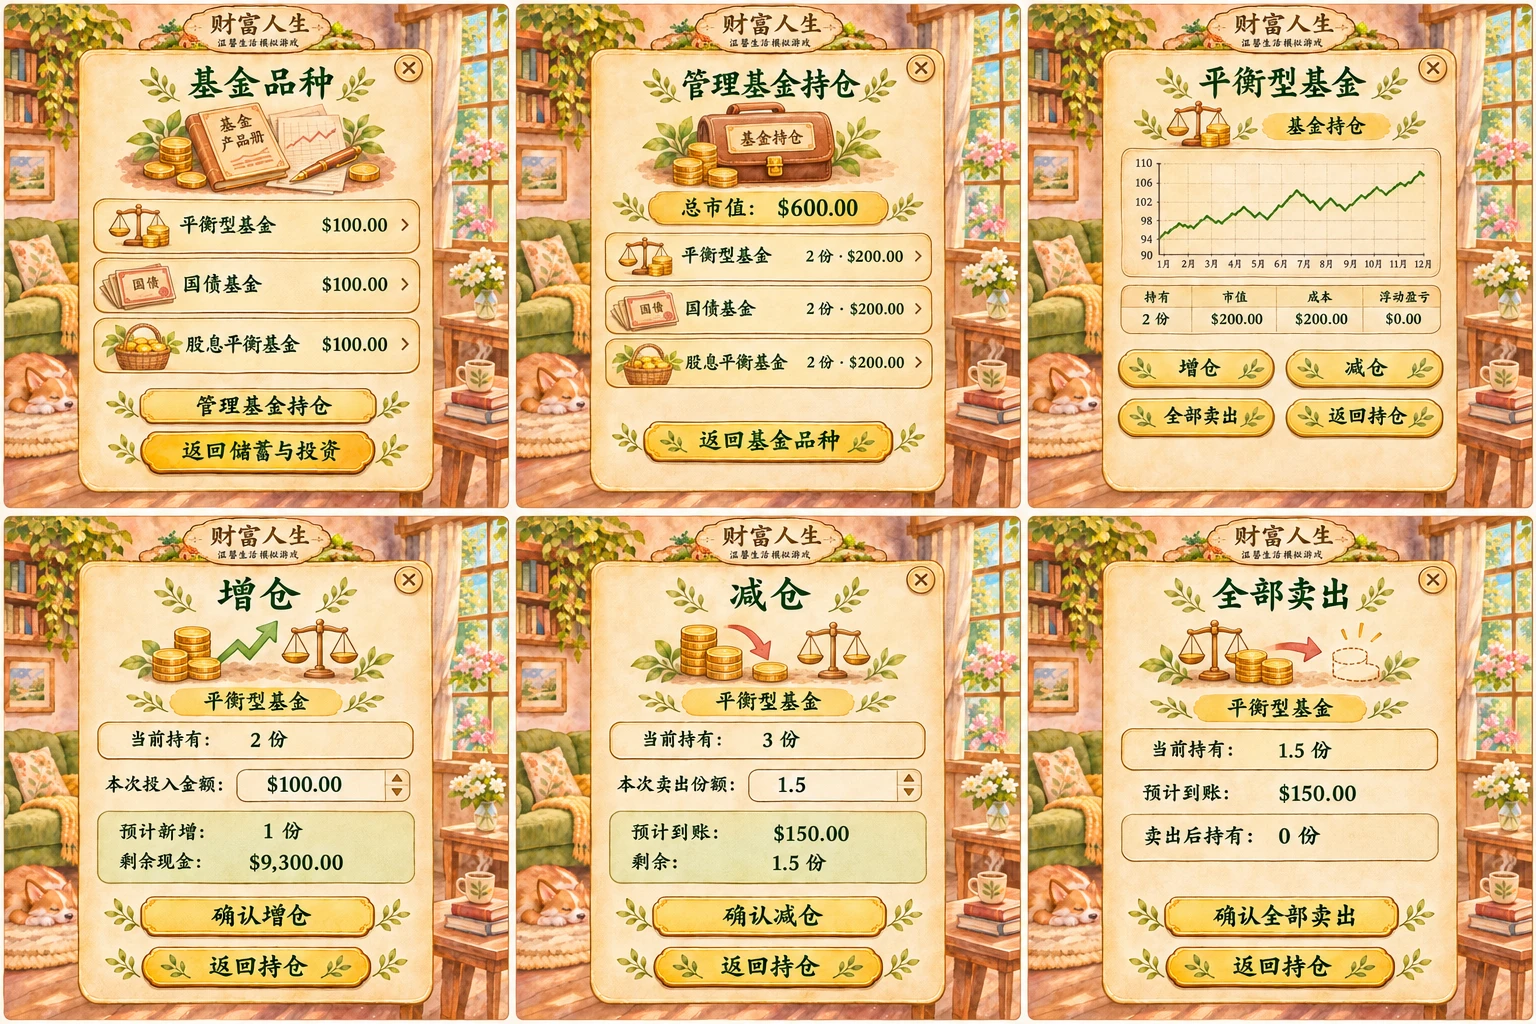 财富人生
温馨生活模拟游戏
基金品种
基金
产品册
平衡型基金 $100.00
国债
国债基金 $100.00
股息平衡基金 $100.00
管理基金持仓
返回储蓄与投资
财富人生
温馨生活模拟游戏
管理基金持仓
基金持仓
总市值： $600.00
平衡型基金 2 份 · $200.00
国债
国债基金 2 份 · $200.00
股息平衡基金 2 份 · $200.00
返回基金品种
财富人生
温馨生活模拟游戏
平衡型基金
基金持仓
110
106
102
98
94
90
1月 2月 3月 4月 5月 6月 7月 8月 9月 10月 11月 12月
持有 市值 成本 浮动盈亏
2 份 $200.00 $200.00 $0.00
增仓 减仓
全部卖出 返回持仓
财富人生
温馨生活模拟游戏
增仓
平衡型基金
当前持有： 2 份
本次投入金额： $100.00
预计新增： 1 份
剩余现金： $9,300.00
确认增仓
返回持仓
财富人生
温馨生活模拟游戏
减仓
平衡型基金
当前持有： 3 份
本次卖出份额： 1.5
预计到账： $150.00
剩余： 1.5 份
确认减仓
返回持仓
财富人生
温馨生活模拟游戏
全部卖出
平衡型基金
当前持有： 1.5 份
预计到账： $150.00
卖出后持有： 0 份
确认全部卖出
返回持仓